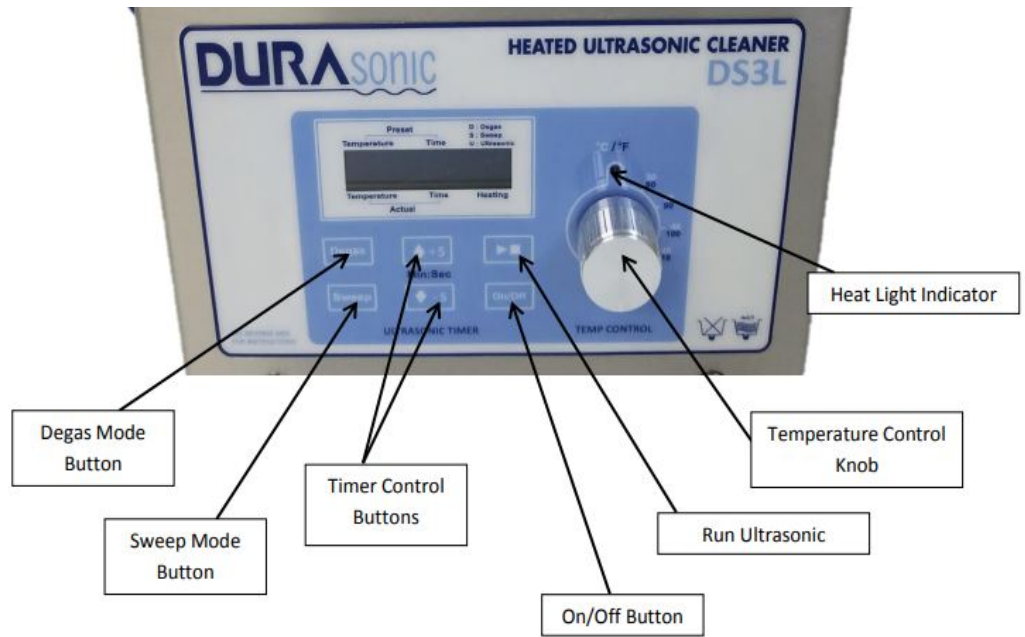 DURASONIC
HEATED ULTRASONIC CLEANER
DS3L
Preset
Temperature Time
D : Degas
S : Sweep
U : Ultrasonic
Temperature Time Heating
Actual
°C / °F
Degas
+S
Min:Sec
Sweep
-S
On/Off
ULTRASONIC TIMER
TEMP CONTROL
Heat Light Indicator
Degas Mode
Button
Temperature Control
Knob
Timer Control
Buttons
Sweep Mode
Button
Run Ultrasonic
On/Off Button